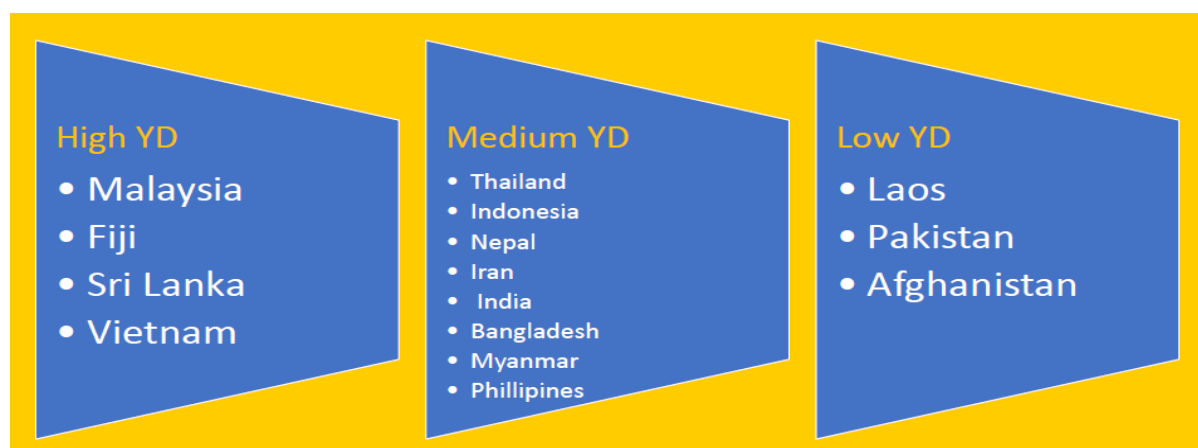 High YD
• Malaysia
• Fiji
• Sri Lanka
• Vietnam
Medium YD
• Thailand
• Indonesia
• Nepal
• Iran
• India
• Bangladesh
• Myanmar
• Phillipines
Low YD
• Laos
• Pakistan
• Afghanistan